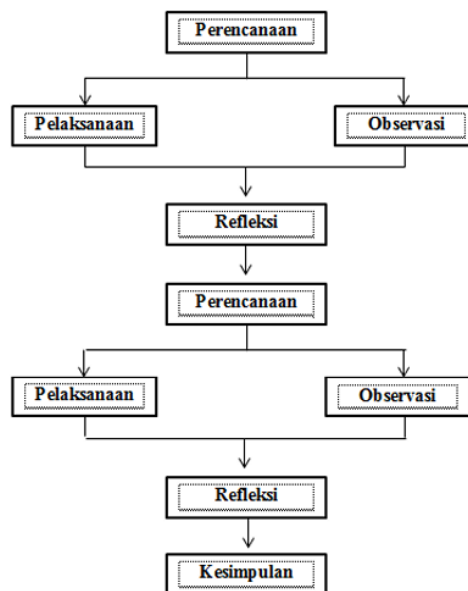 Perencanaan
Pelaksanaan
Observasi
Refleksi
Perencanaan
Pelaksanaan
Observasi
Refleksi
Kesimpulan